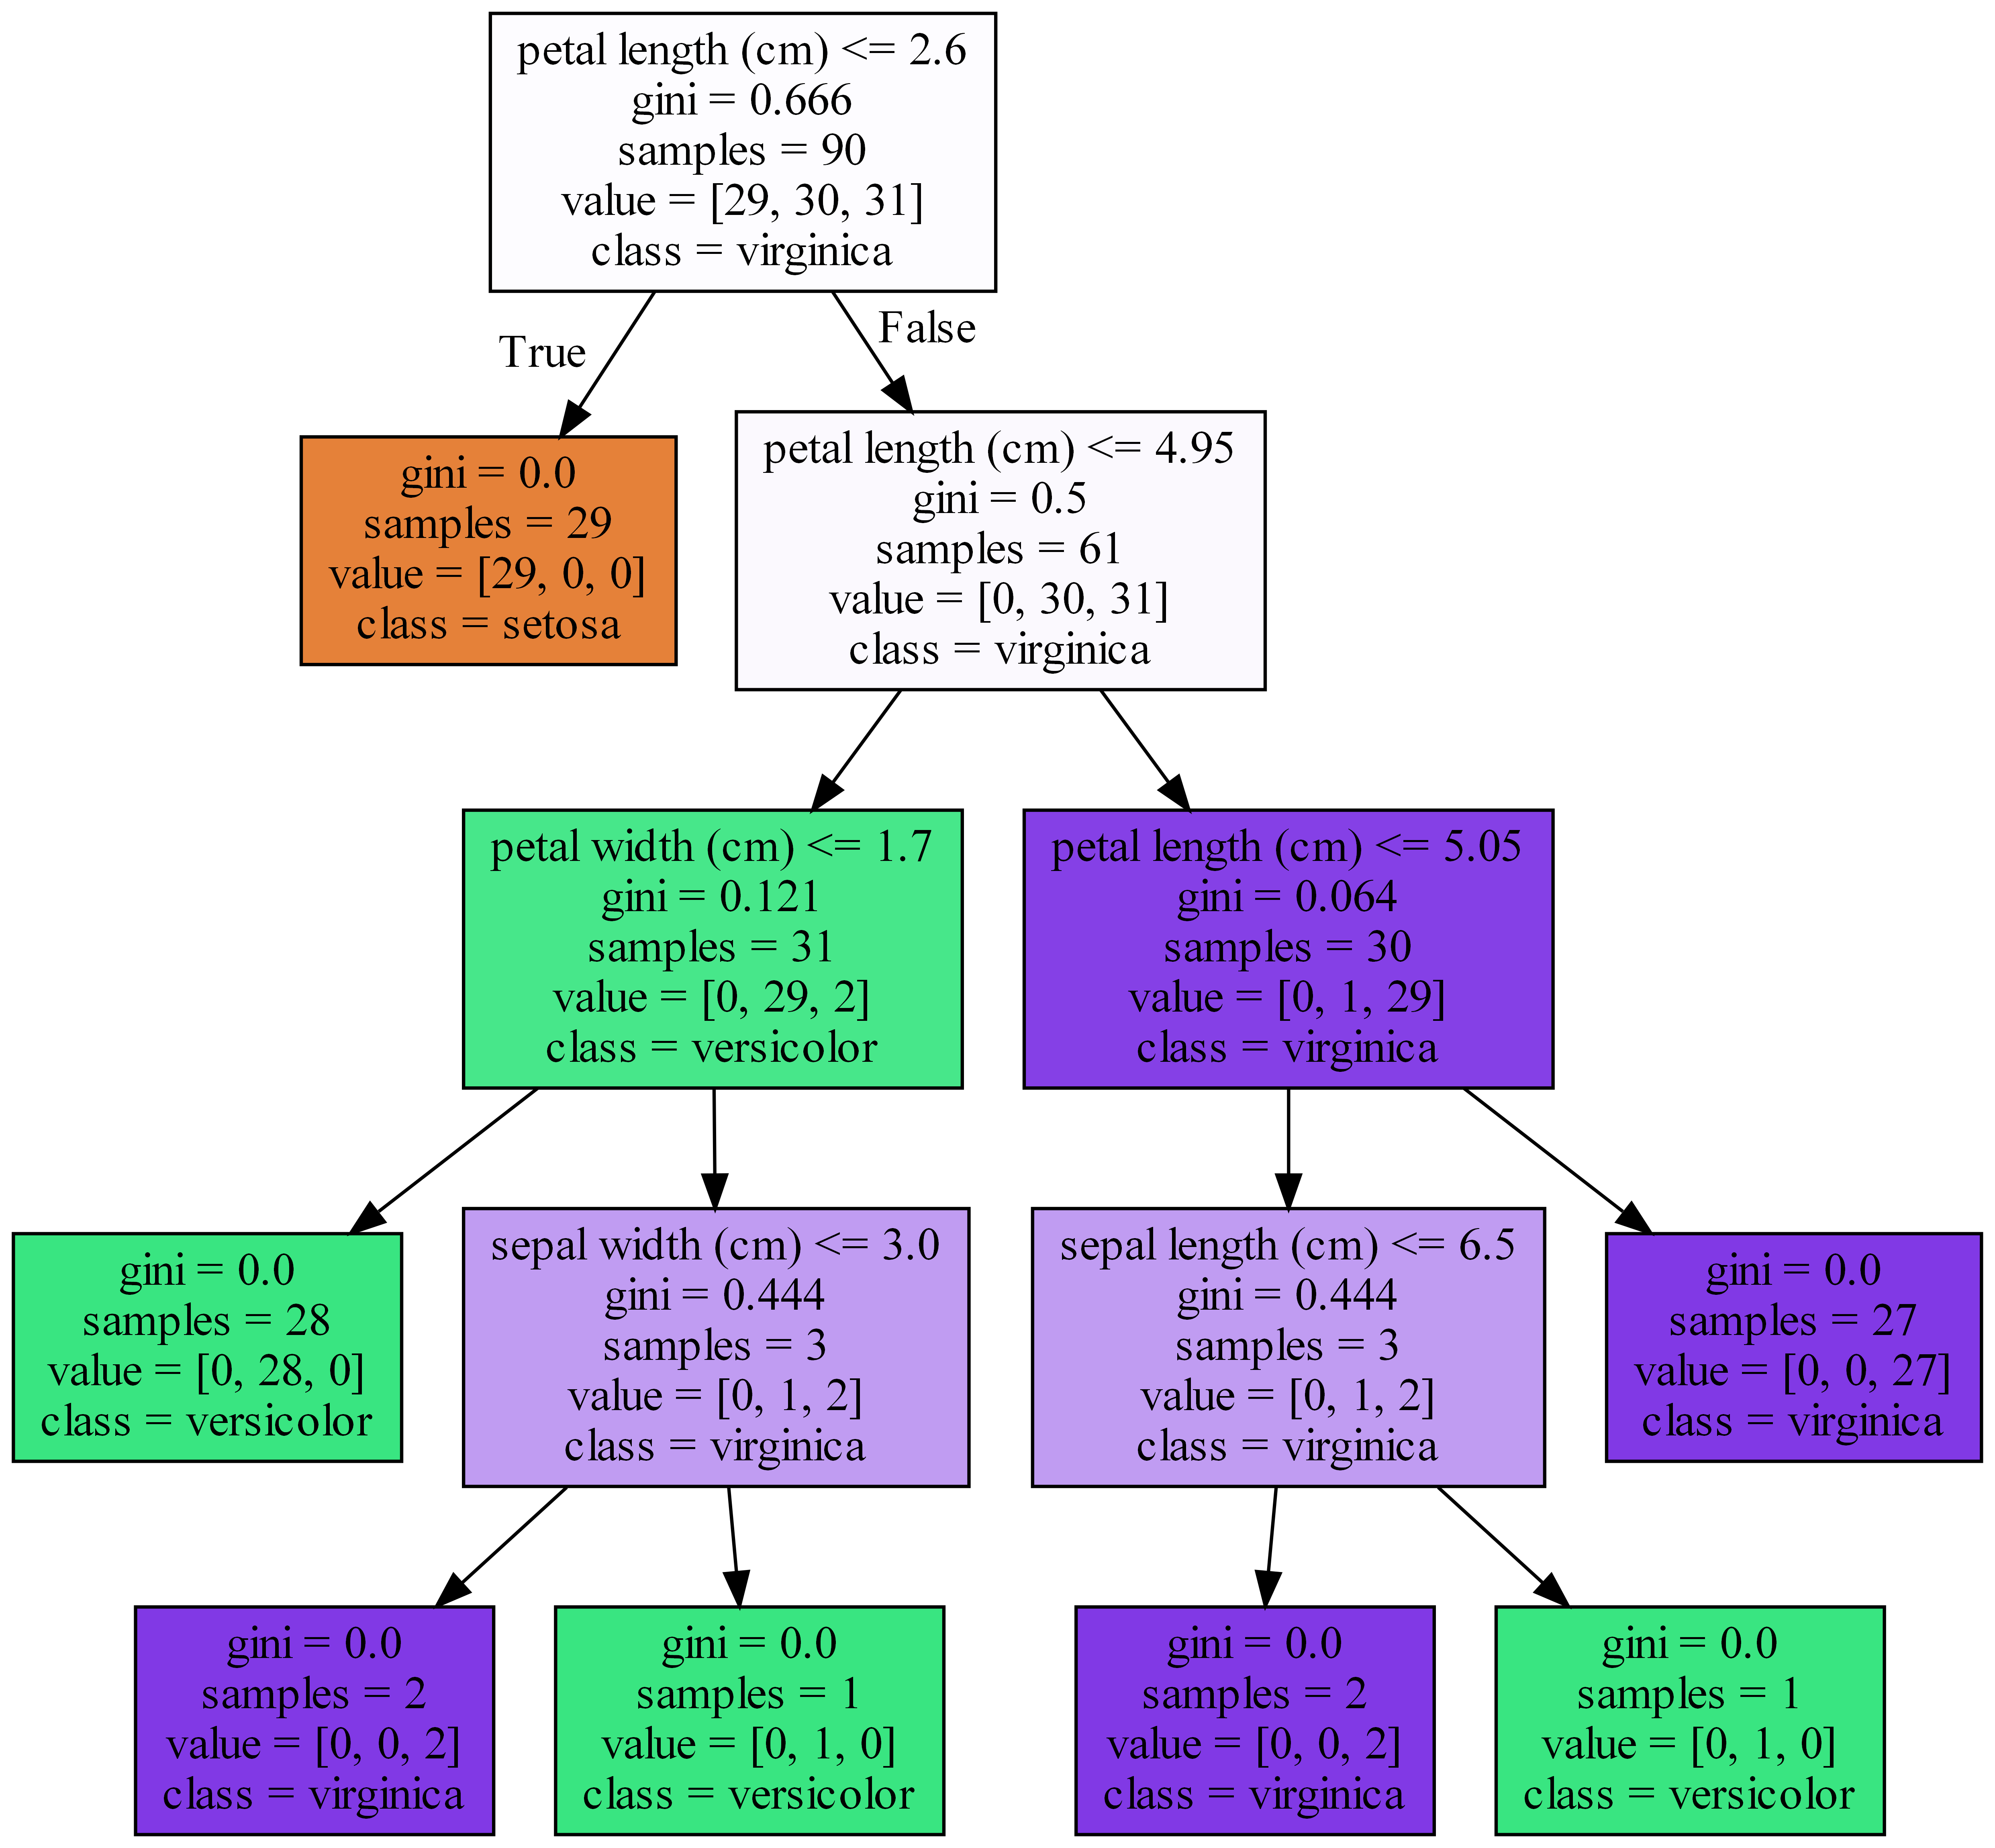 petal length (cm) <= 2.6
gini = 0.666
samples = 90
value = [29, 30, 31]
class = virginica
True
False
gini = 0.0
samples = 29
value = [29, 0, 0]
class = setosa
petal length (cm) <= 4.95
gini = 0.5
samples = 61
value = [0, 30, 31]
class = virginica
petal width (cm) <= 1.7
gini = 0.121
samples = 31
value = [0, 29, 2]
class = versicolor
petal length (cm) <= 5.05
gini = 0.064
samples = 30
value = [0, 1, 29]
class = virginica
gini = 0.0
samples = 28
value = [0, 28, 0]
class = versicolor
sepal width (cm) <= 3.0
gini = 0.444
samples = 3
value = [0, 1, 2]
class = virginica
sepal length (cm) <= 6.5
gini = 0.444
samples = 3
value = [0, 1, 2]
class = virginica
gini = 0.0
samples = 27
value = [0, 0, 27]
class = virginica
gini = 0.0
samples = 2
value = [0, 0, 2]
class = virginica
gini = 0.0
samples = 1
value = [0, 1, 0]
class = versicolor
gini = 0.0
samples = 2
value = [0, 0, 2]
class = virginica
gini = 0.0
samples = 1
value = [0, 1, 0]
class = versicolor